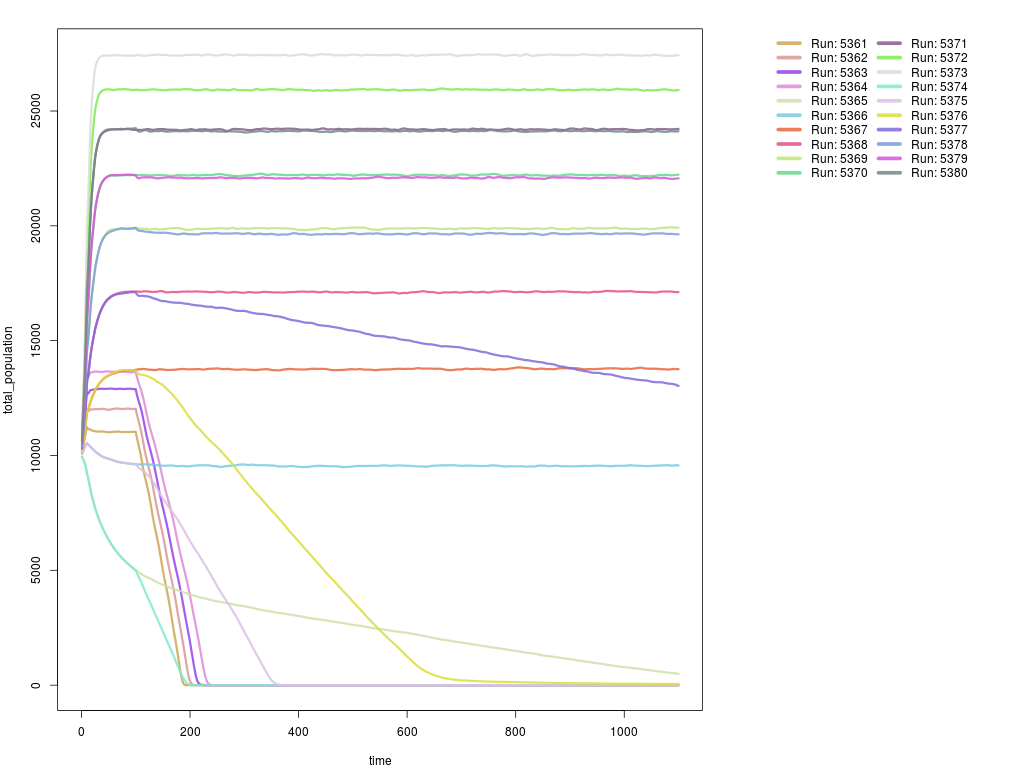 total_population
25000
20000
15000
10000
5000
0
0 200 400 600 800 1000
time
Run: 5361 Run: 5371
Run: 5362 Run: 5372
Run: 5363 Run: 5373
Run: 5364 Run: 5374
Run: 5365 Run: 5375
Run: 5366 Run: 5376
Run: 5367 Run: 5377
Run: 5368 Run: 5378
Run: 5369 Run: 5379
Run: 5370 Run: 5380